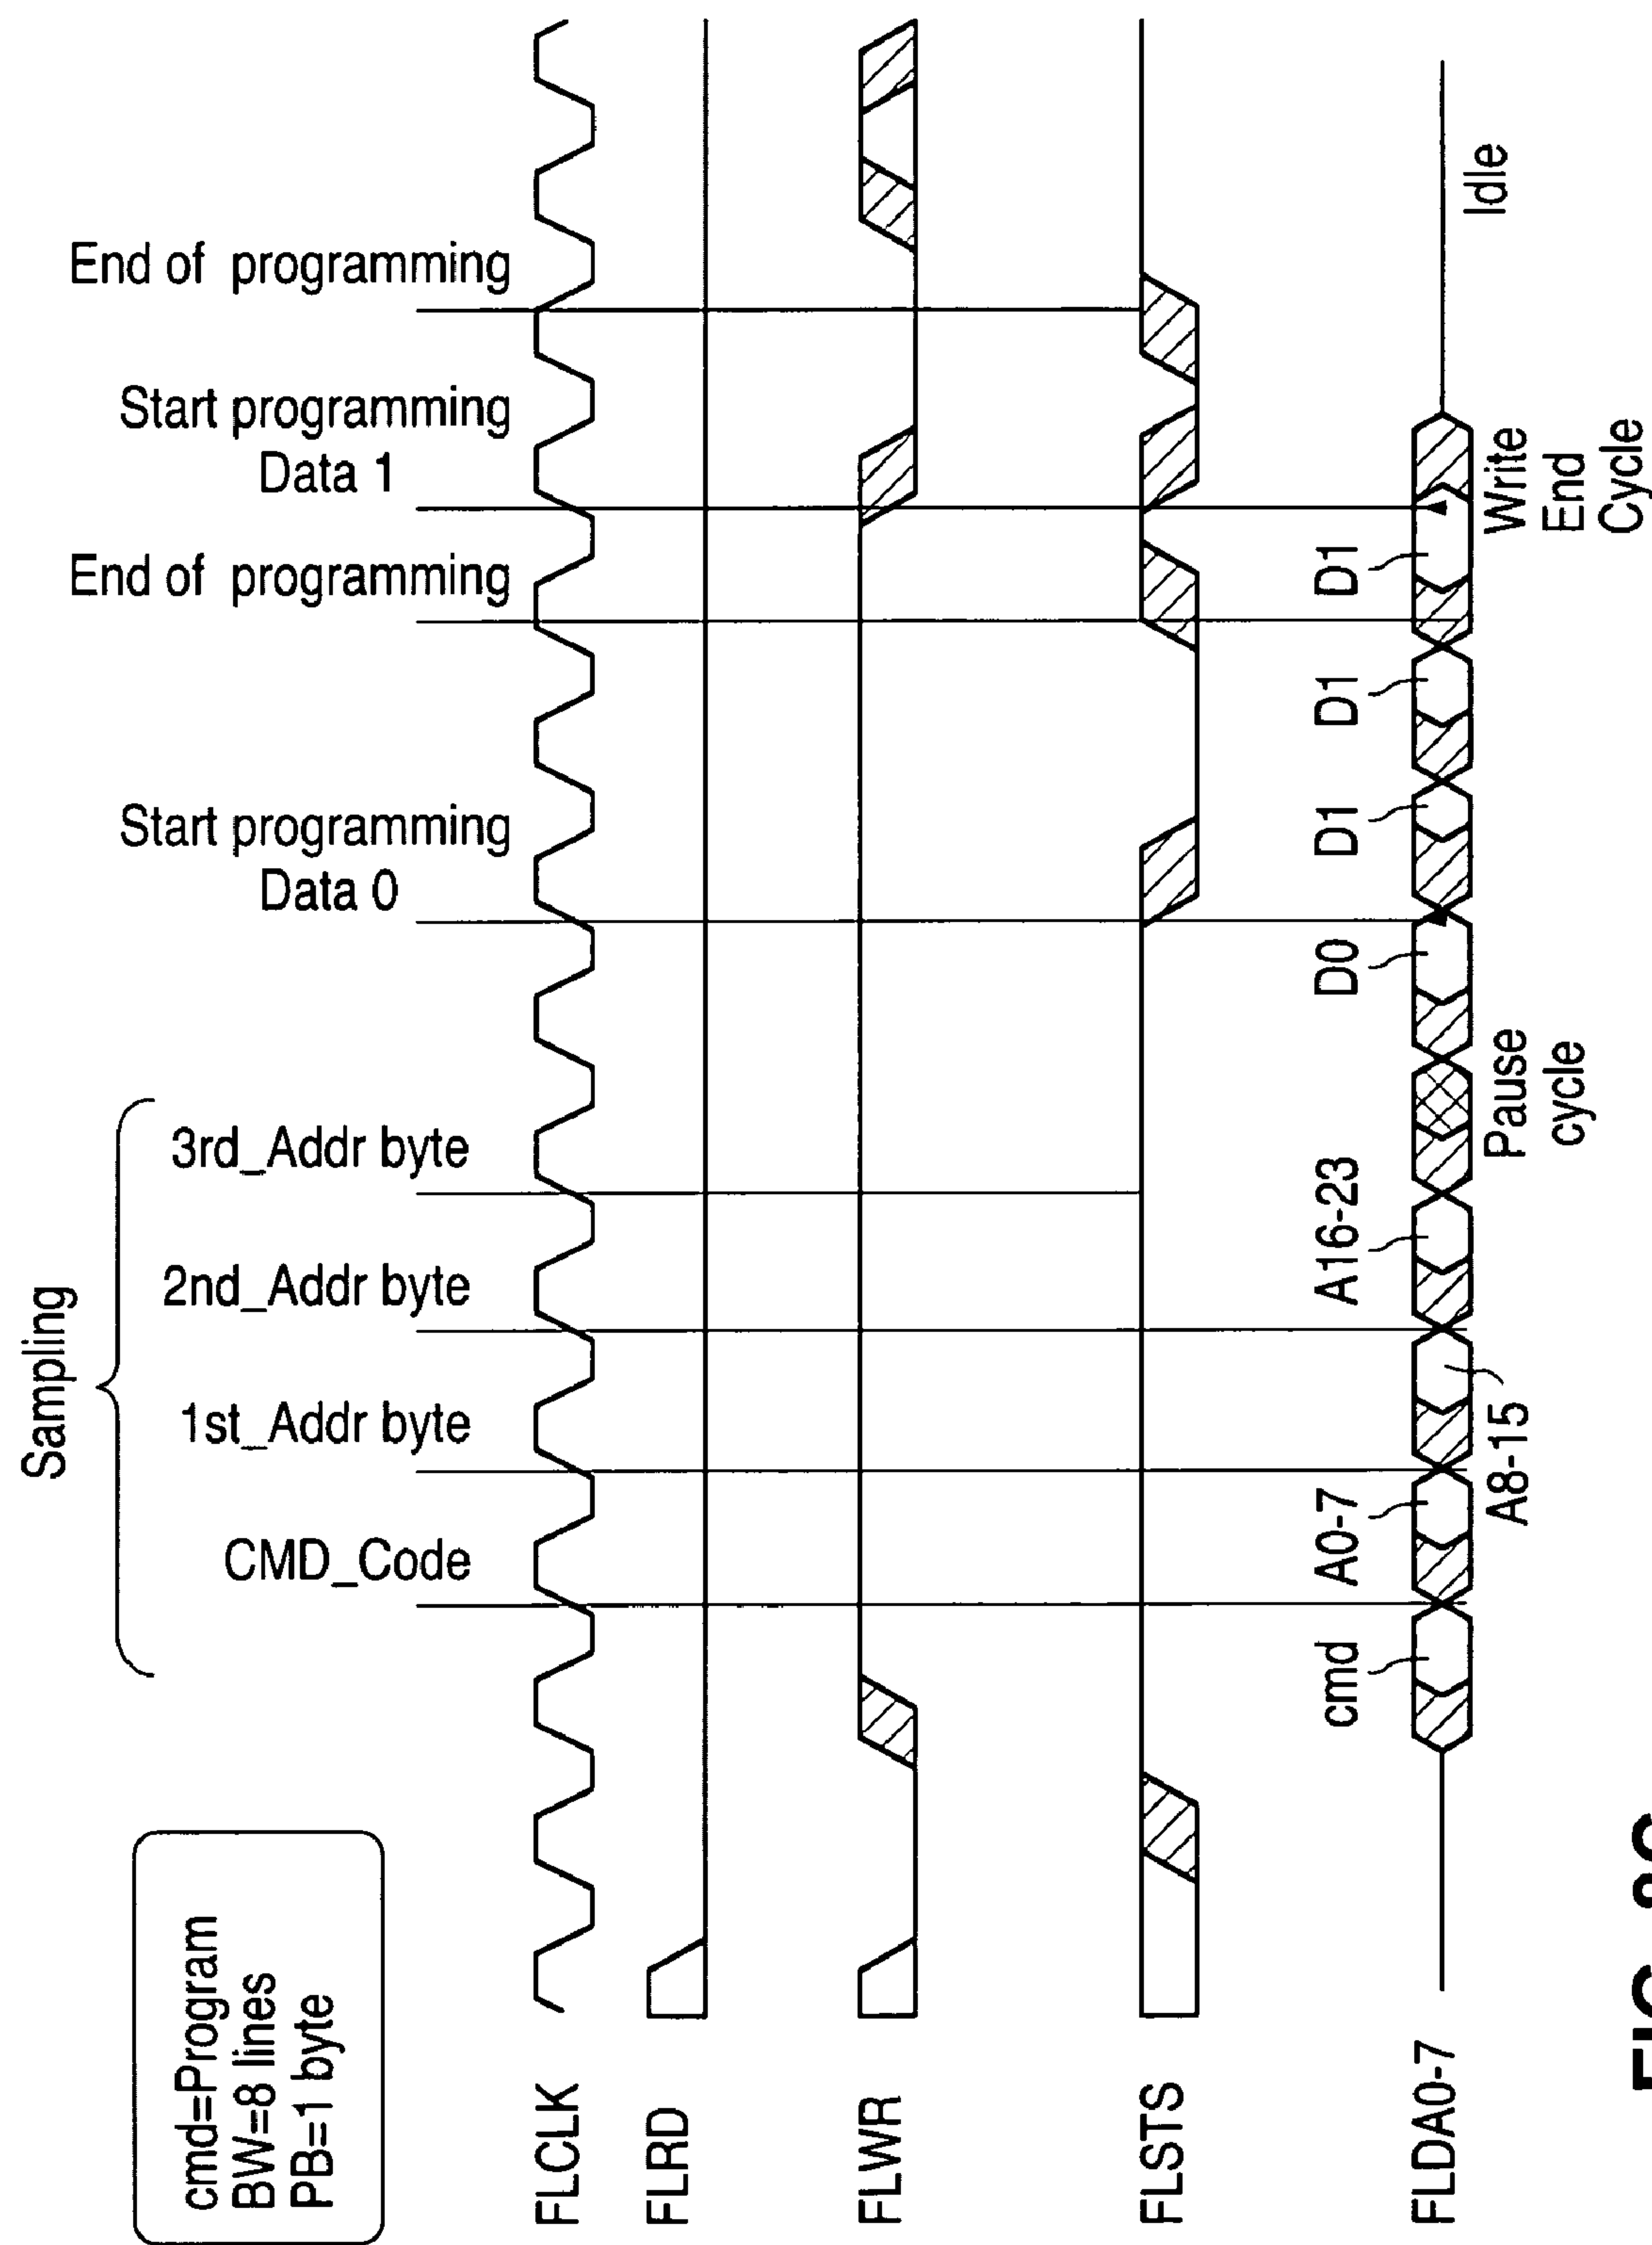 cmd=Program
BW=8 lines
PB=1 byte
Sampling
CMD_Code
1st_Addr byte
2nd_Addr byte
3rd_Addr byte
Start programming
Data 0
End of programming
Start programming
Data 1
End of programming
FLCLK
FLRD
FLWR
FLSTS
FLDA0-7
cmd
A0-7
A8-15
A16-23
Pause
cycle
D0
D1
D1
D1
Write
End
Cycle
Idle